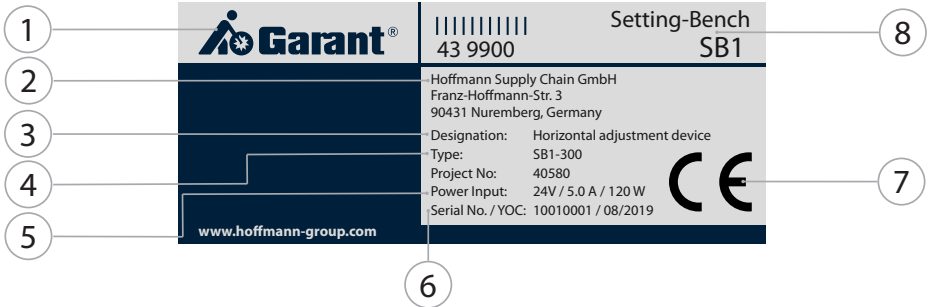 1
Garant®
43 9900
Setting-Bench
SB1
8
2
Hoffmann Supply Chain GmbH
Franz-Hoffmann-Str. 3
90431 Nuremberg, Germany
3
Designation: Horizontal adjustment device
4
Type: SB1-300
Project No: 40580
5
Power Input: 24V / 5.0 A / 120 W
Serial No. / YOC: 10010001 / 08/2019
CE
7
www.hoffmann-group.com
6